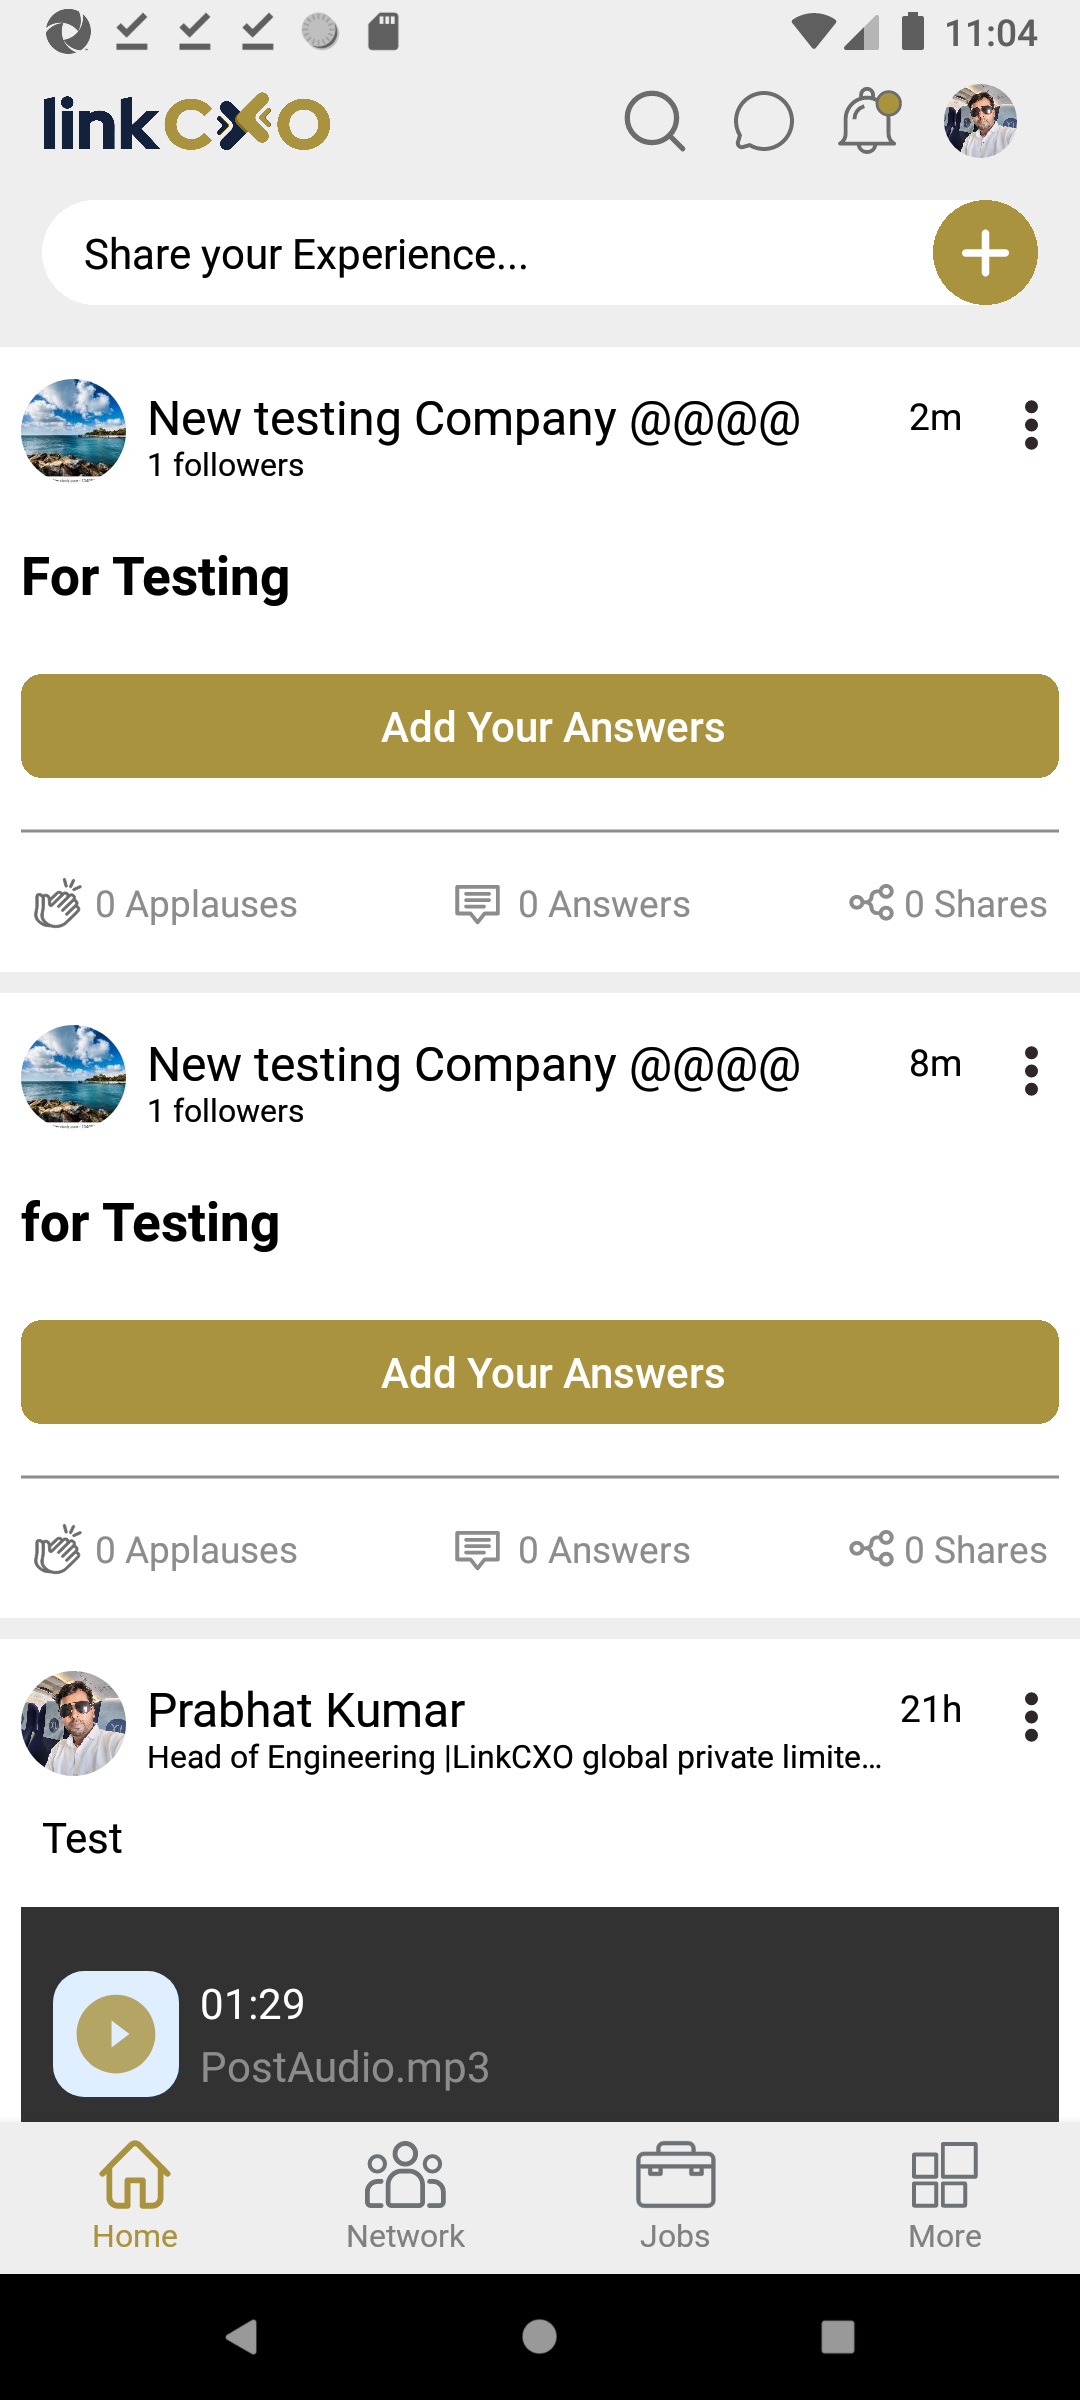 11:04
linkCXO
Share your Experience...
New testing Company @@@@ 2m
1 followers
For Testing
Add Your Answers
0 Applauses 0 Answers 0 Shares
New testing Company @@@@ 8m
1 followers
for Testing
Add Your Answers
0 Applauses 0 Answers 0 Shares
Prabhat Kumar 21h
Head of Engineering |LinkCXO global private limite...
Test
01:29
PostAudio.mp3
Home Network Jobs More